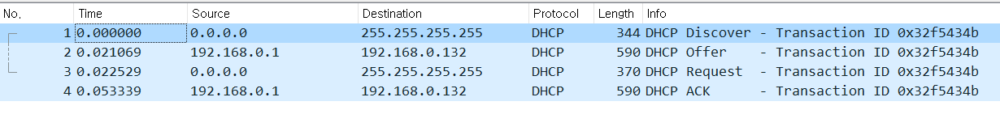 No. Time Source Destination Protocol Length Info
1 0.000000 0.0.0.0 255.255.255.255 DHCP 344 DHCP Discover - Transaction ID 0x32f5434b
2 0.021069 192.168.0.1 192.168.0.132 DHCP 590 DHCP Offer - Transaction ID 0x32f5434b
3 0.022529 0.0.0.0 255.255.255.255 DHCP 370 DHCP Request - Transaction ID 0x32f5434b
4 0.053339 192.168.0.1 192.168.0.132 DHCP 590 DHCP ACK - Transaction ID 0x32f5434b